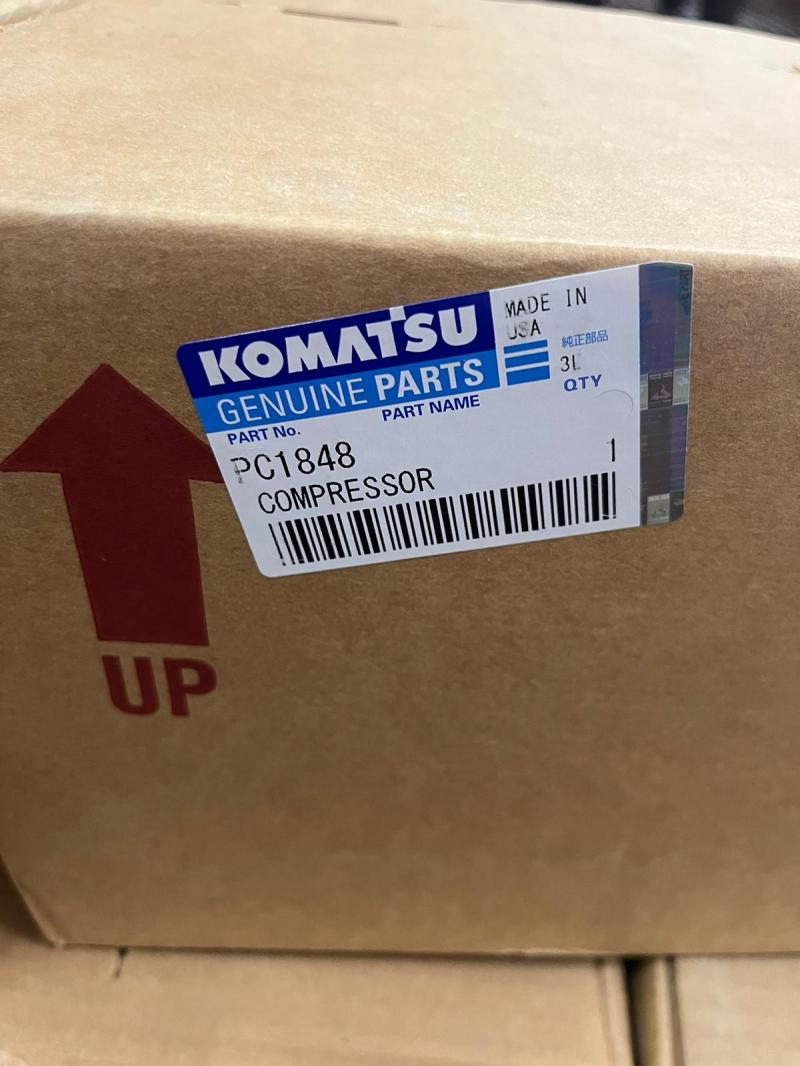 KOMATSU
GENUINE PARTS
MADE IN
USA
純正部品
3L
QTY
PART No.
PART NAME
PC1848
1
COMPRESSOR
UP